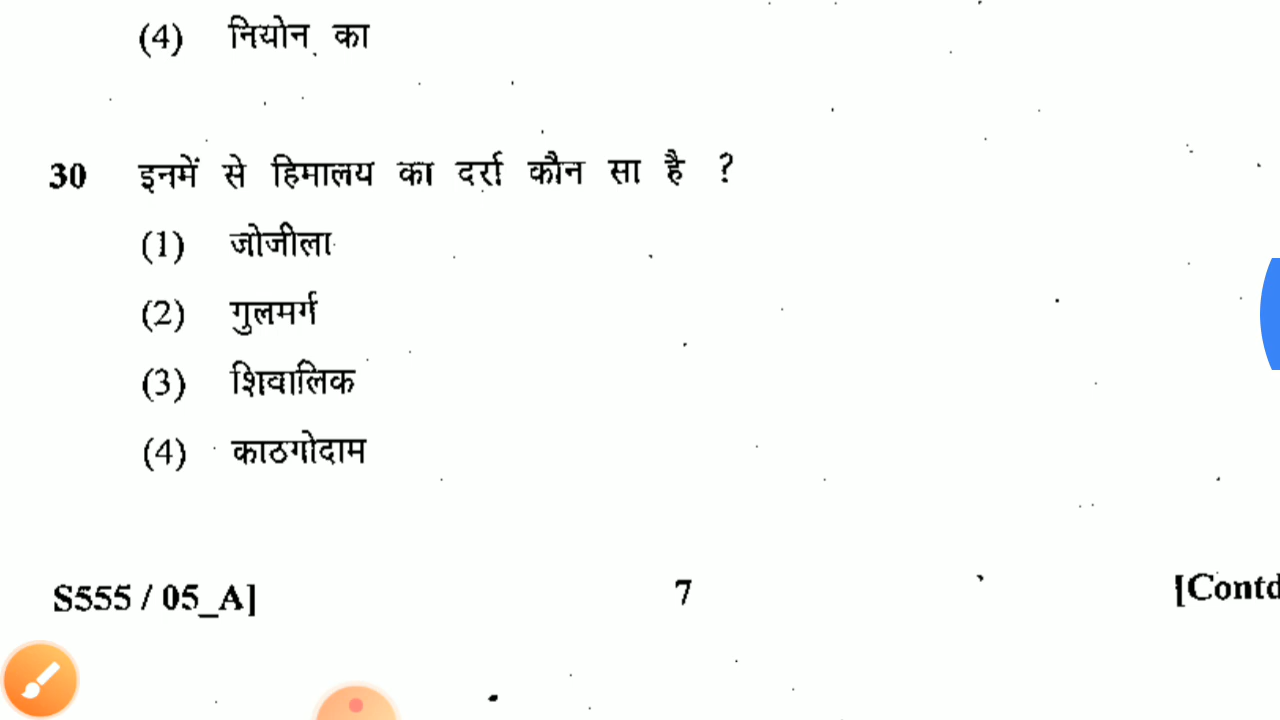 (4) नियोन का
30 इनमें से हिमालय का दर्रा कौन सा है ?
(1) जोजीला
(2) गुलमर्ग
(3) शिवालिक
(4) काठगोदाम
S555 / 05_A] 7 [Contd